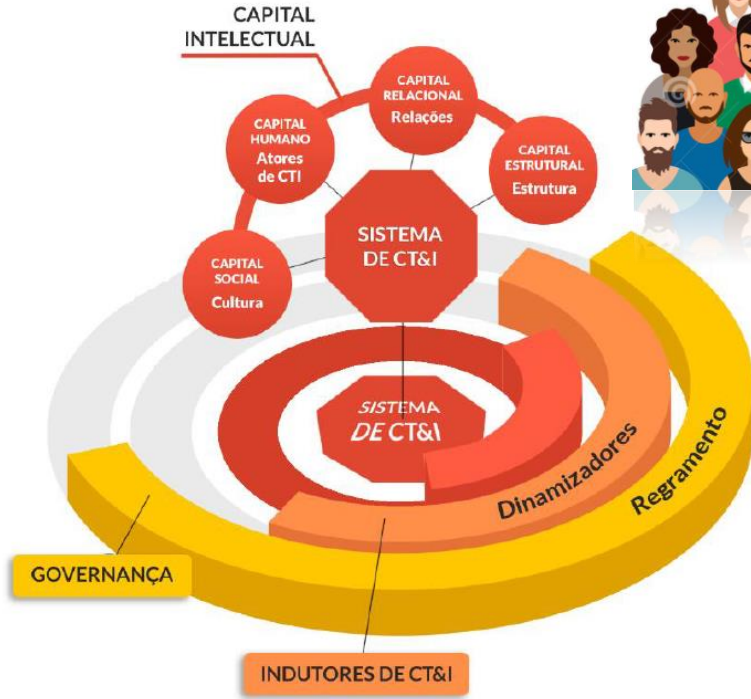 CAPITAL
INTELECTUAL
CAPITAL
RELACIONAL
Relações
CAPITAL
HUMANO
Atores
de CTI
CAPITAL
ESTRUTURAL
Estrutura
CAPITAL
SOCIAL
Cultura
SISTEMA
DE CT&I
SISTEMA
DE CT&I
Dinamizadores
Regramento
GOVERNANÇA
INDUTORES DE CT&I